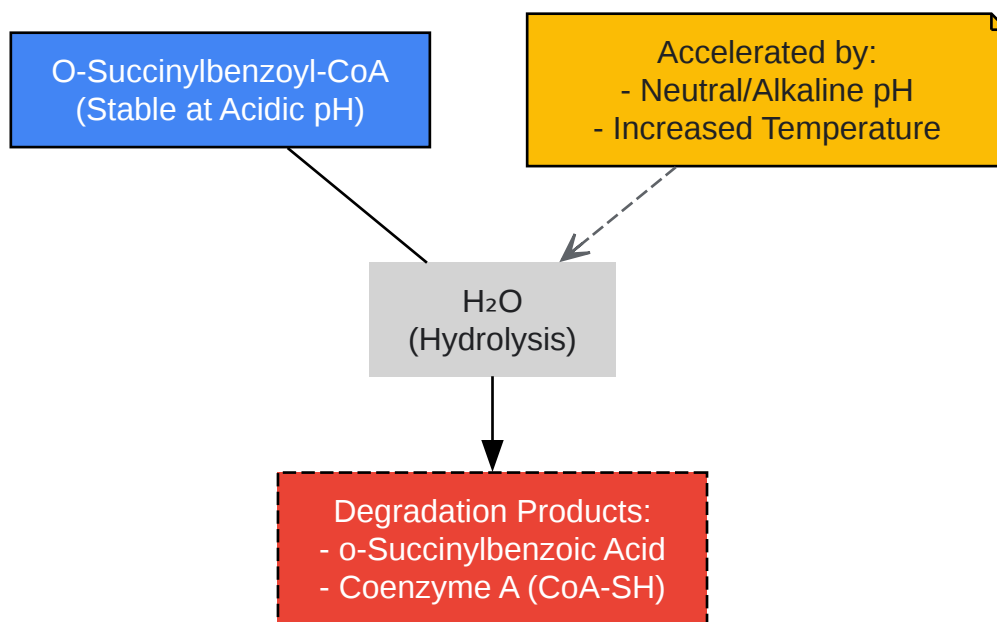 O-Succinylbenzoyl-CoA
(Stable at Acidic pH)
Accelerated by:
- Neutral/Alkaline pH
- Increased Temperature
H₂O
(Hydrolysis)
Degradation Products:
- o-Succinylbenzoic Acid
- Coenzyme A (CoA-SH)